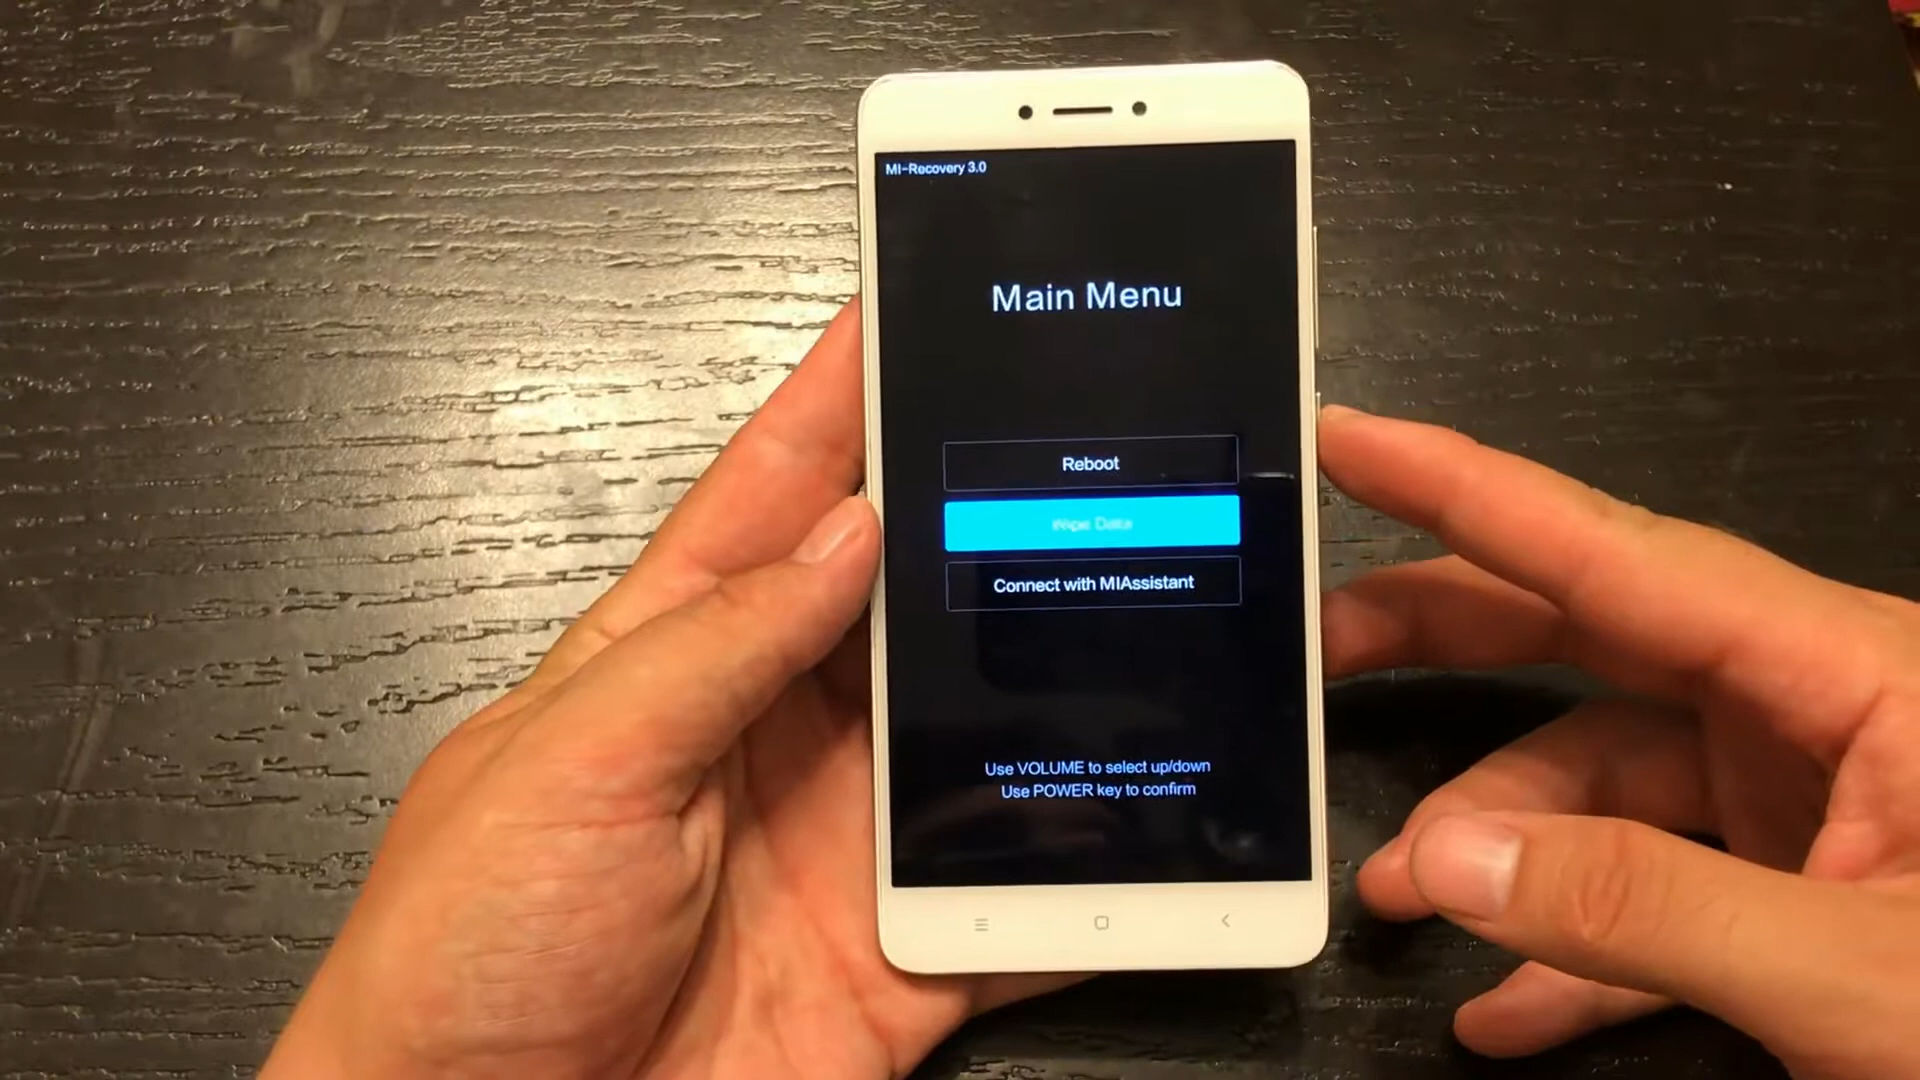 MI-Recovery 3.0
Main Menu
Reboot
Wipe Data
Connect with MIAssistant
Use VOLUME to select up/down
Use POWER key to confirm